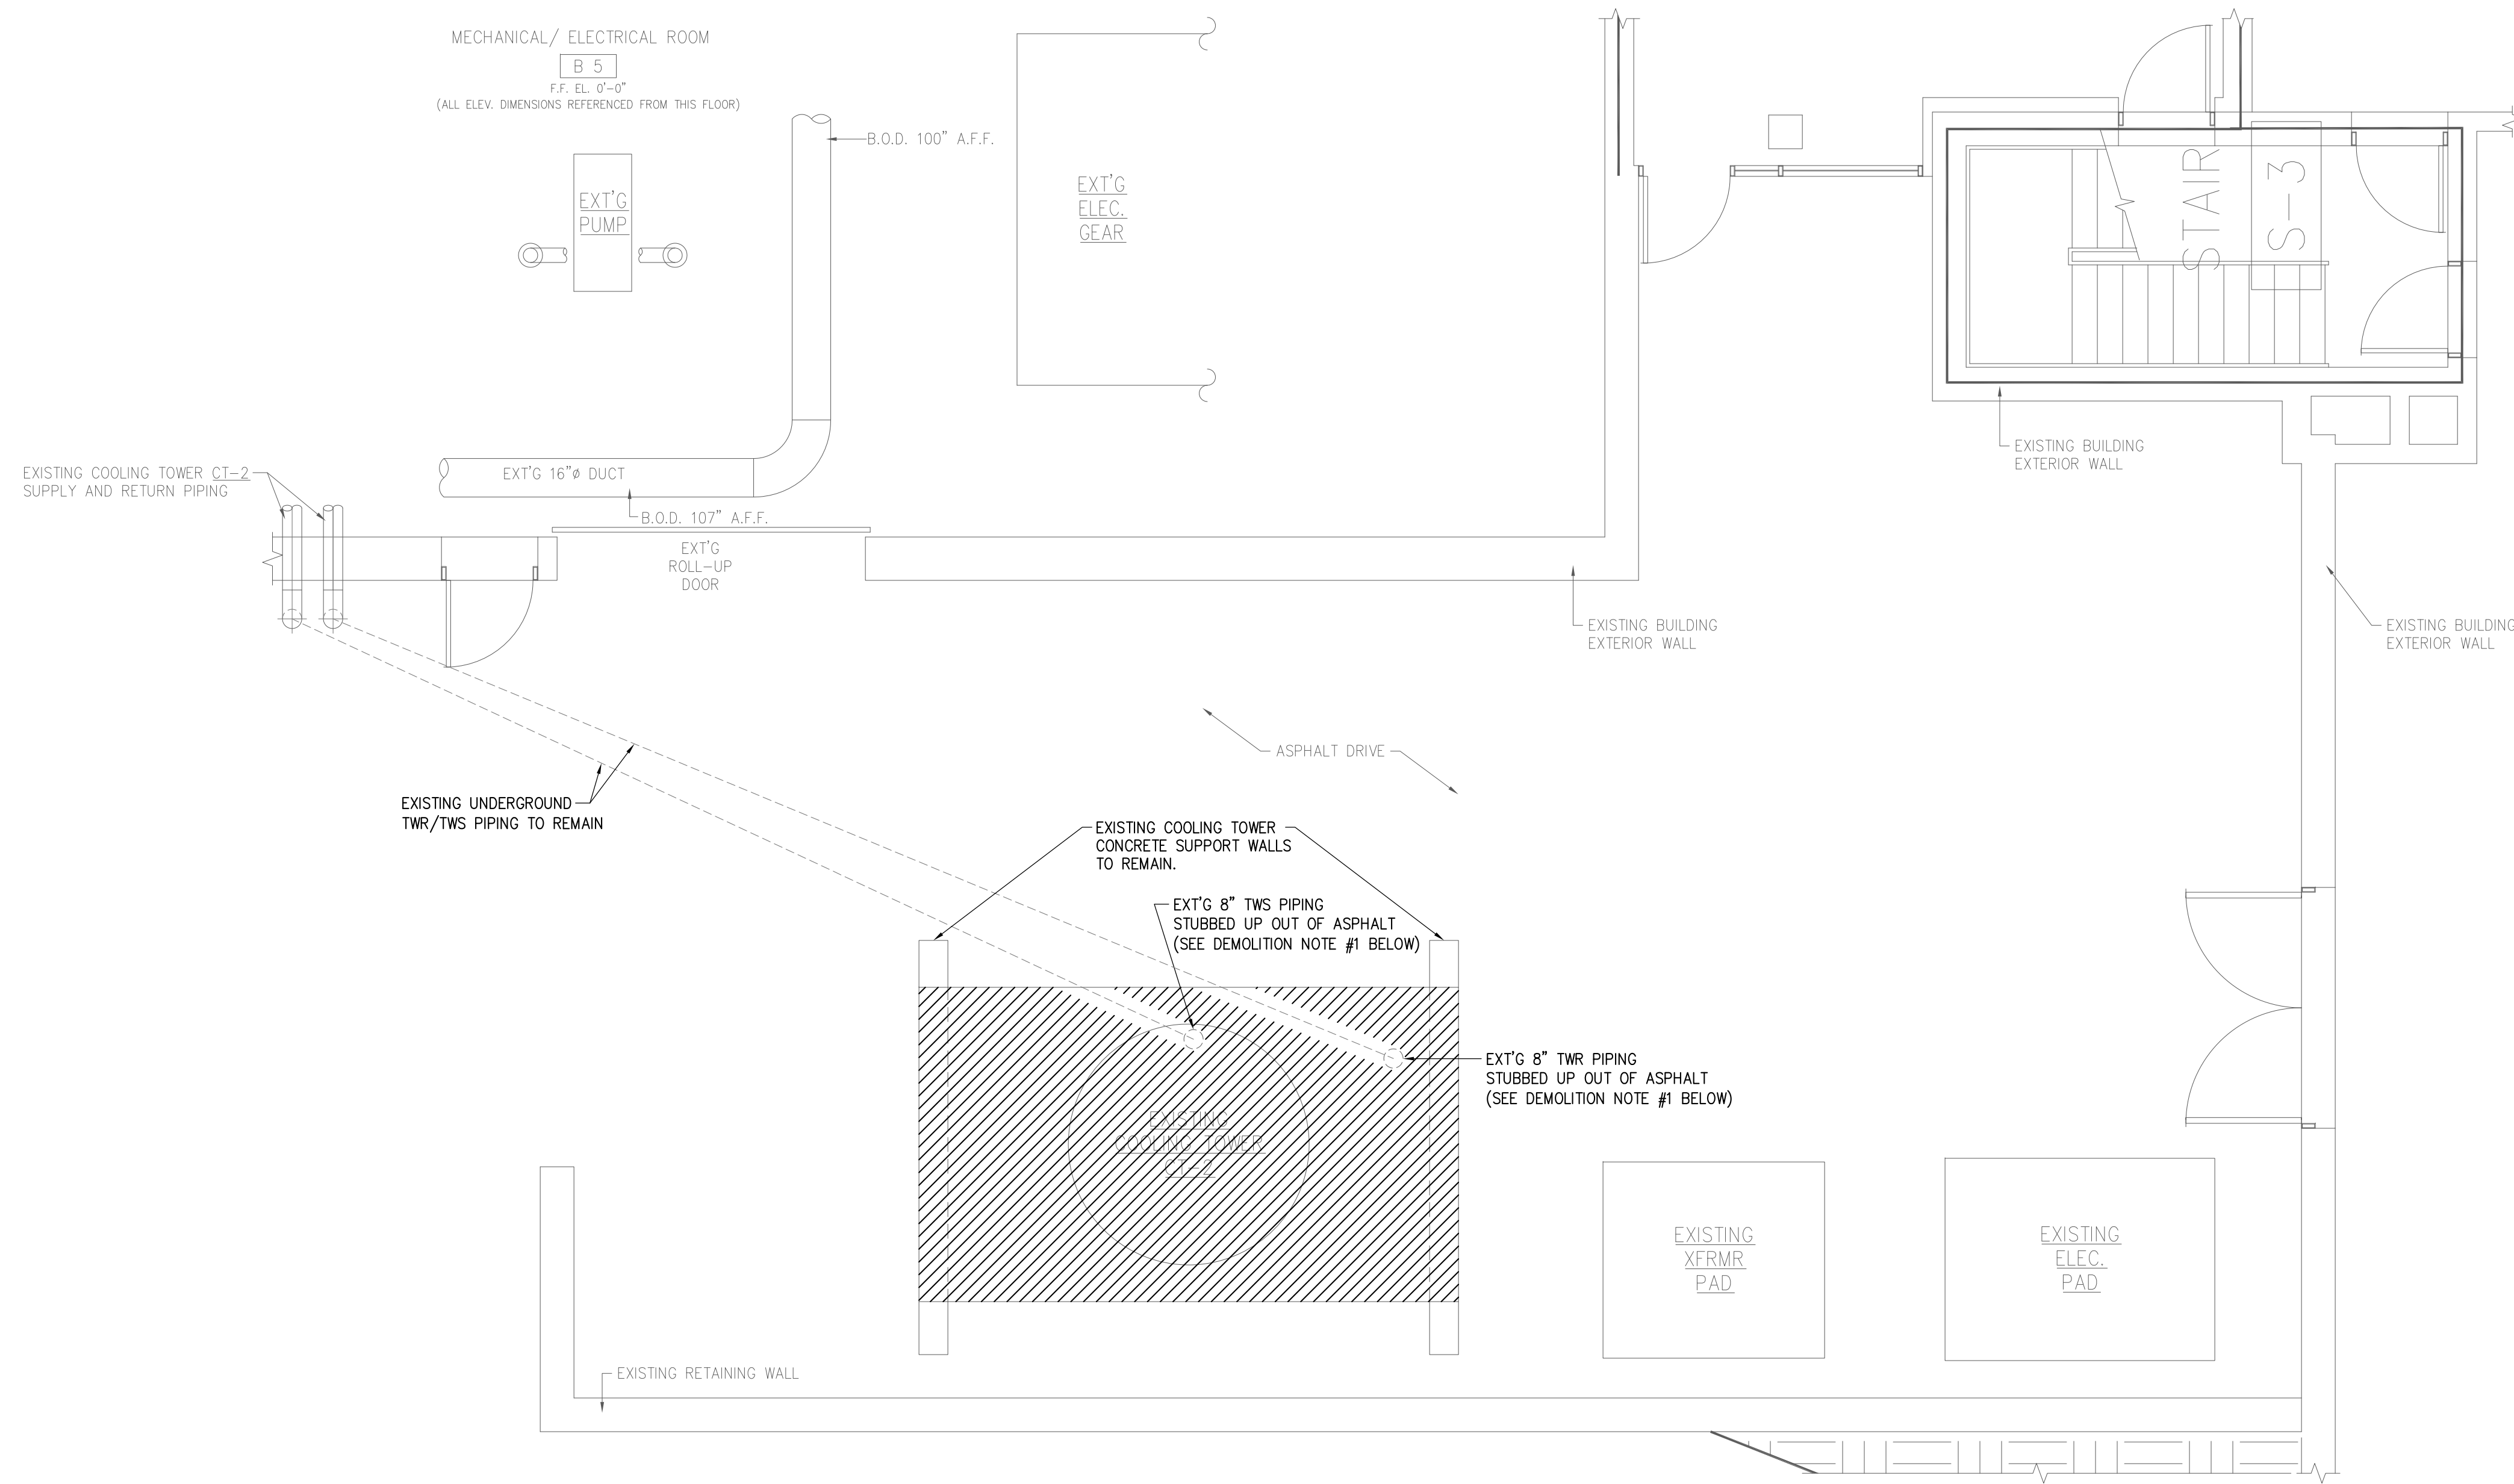 MECHANICAL/ ELECTRICAL ROOM
B 5
F.F. EL. 0'-0"
(ALL ELEV. DIMENSIONS REFERENCED FROM THIS FLOOR)
EXT'G
PUMP
B.O.D. 100" A.F.F.
EXT'G
ELEC.
GEAR
STAIR
S-3
EXISTING BUILDING
EXTERIOR WALL
EXISTING COOLING TOWER CT-2
SUPPLY AND RETURN PIPING
EXT'G 16"ø DUCT
B.O.D. 107" A.F.F.
EXT'G
ROLL-UP
DOOR
EXISTING BUILDING
EXTERIOR WALL
EXISTING BUILDING
EXTERIOR WALL
ASPHALT DRIVE
EXISTING UNDERGROUND
TWR/TWS PIPING TO REMAIN
EXISTING COOLING TOWER
CONCRETE SUPPORT WALLS
TO REMAIN.
EXT'G 8" TWS PIPING
STUBBED UP OUT OF ASPHALT
(SEE DEMOLITION NOTE #1 BELOW)
EXT'G 8" TWR PIPING
STUBBED UP OUT OF ASPHALT
(SEE DEMOLITION NOTE #1 BELOW)
EXISTING
COOLING TOWER
CT-2
EXISTING
XFRMR
PAD
EXISTING
ELEC.
PAD
EXISTING RETAINING WALL